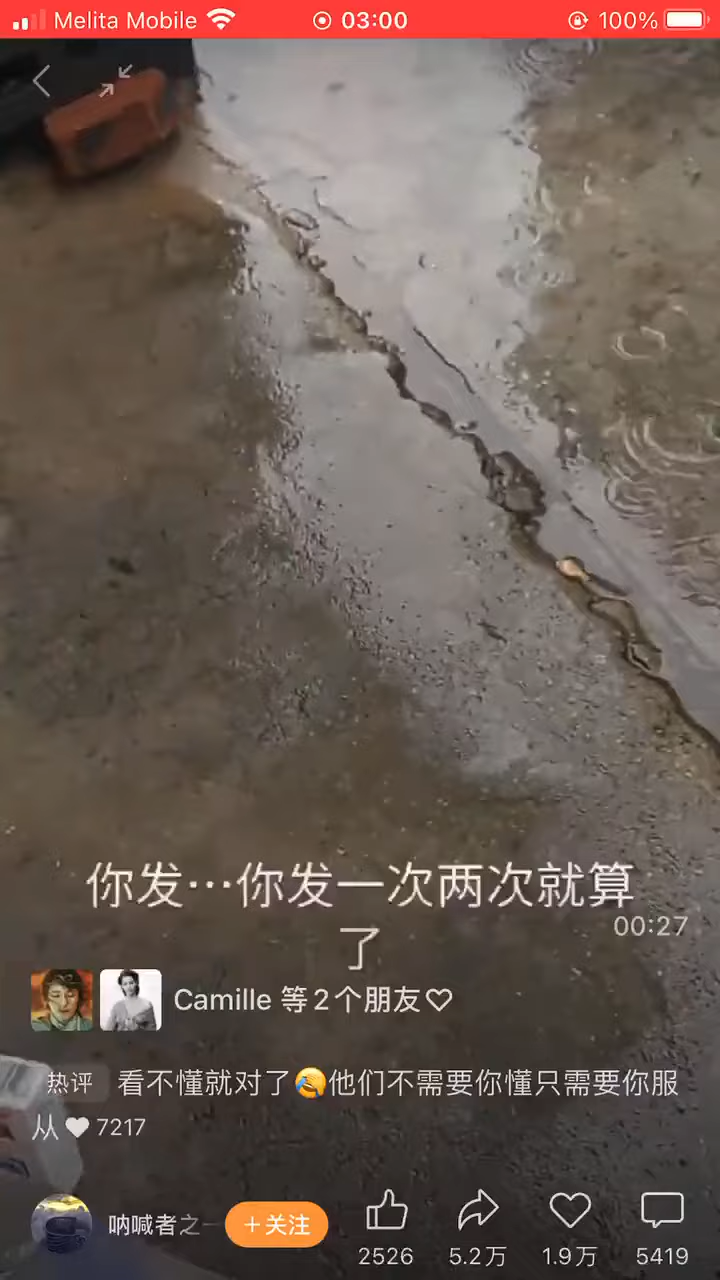 Melita Mobile 03:00 100%
你发…你发一次两次就算
了
00:27
Camille 等2个朋友♡
热评 看不懂就对了😂他们不需要你懂只需要你服
从 ♥ 7217
呐喊者之一 +关注
2526 5.2万 1.9万 5419